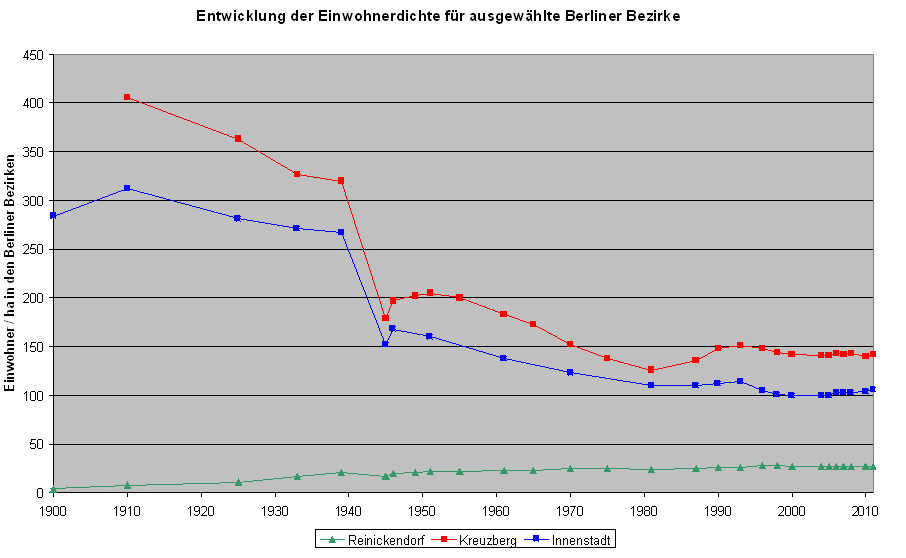 Entwicklung der Einwohnerdichte für ausgewählte Berliner Bezirke
Einwohner / ha in den Berliner Bezirken
450
400
350
300
250
200
150
100
50
0
1900 1910 1920 1930 1940 1950 1960 1970 1980 1990 2000 2010
Reinickendorf Kreuzberg Innenstadt